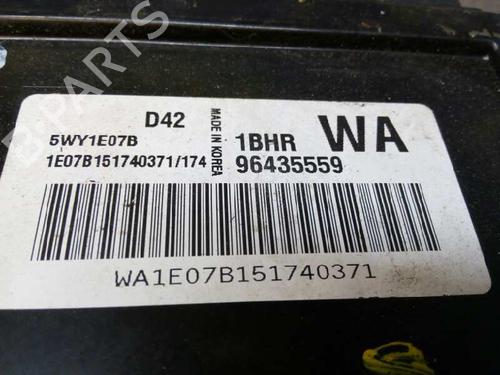 D42
5WY1E07B
1E07B151740371/174
MADE IN KOREA
1BHR WA
96435559
WA1E07B151740371
B-PARTS